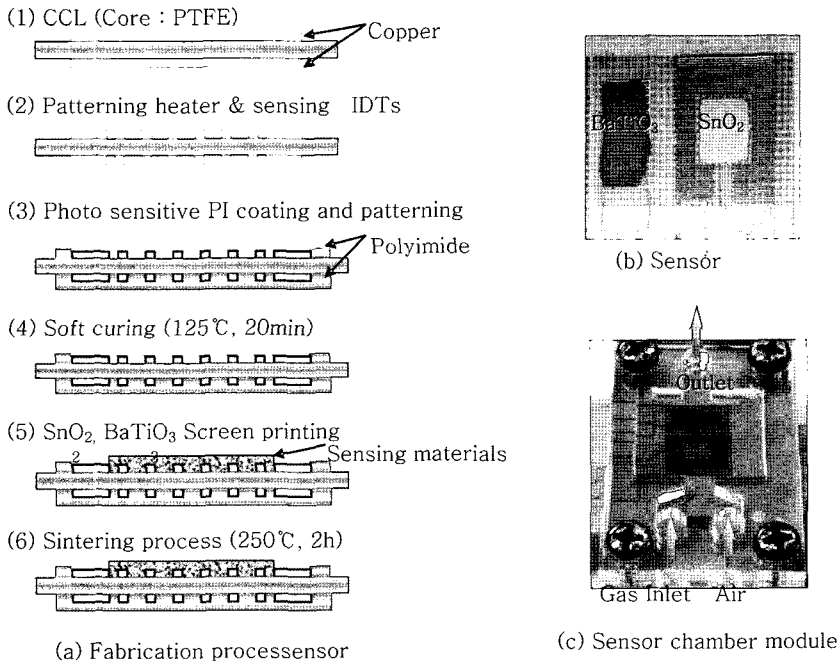 (1) CCL (Core : PTFE)
Copper
(2) Patterning heater & sensing IDTs
(3) Photo sensitive PI coating and patterning
Polyimide
(4) Soft curing (125℃, 20min)
(5) SnO₂, BaTiO₃ Screen printing
2 3
Sensing materials
(6) Sintering process (250℃, 2h)
(a) Fabrication processensor
BaTiO₃ SnO₂
(b) Sensor
Outlet
Gas Inlet Air
(c) Sensor chamber module